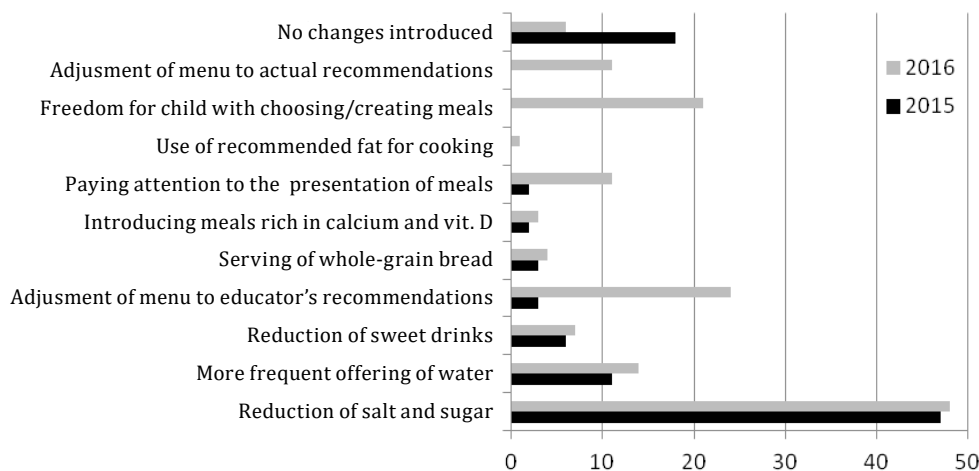 No changes introduced
Adjusment of menu to actual recommendations
Freedom for child with choosing/creating meals
Use of recommended fat for cooking
Paying attention to the presentation of meals
Introducing meals rich in calcium and vit. D
Serving of whole-grain bread
Adjusment of menu to educator’s recommendations
Reduction of sweet drinks
More frequent offering of water
Reduction of salt and sugar
2016
2015
0 10 20 30 40 50